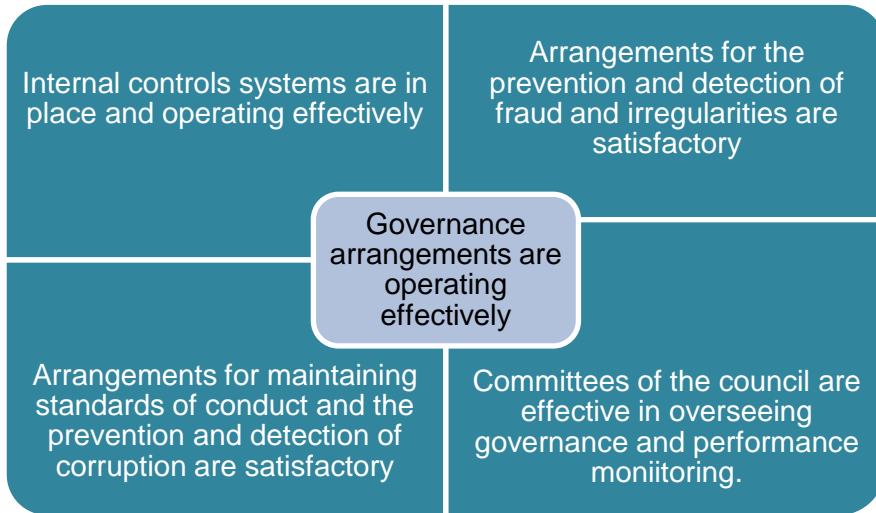 Internal controls systems are in
place and operating effectively
Arrangements for the
prevention and detection of
fraud and irregularities are
satisfactory
Governance
arrangements are
operating
effectively
Arrangements for maintaining
standards of conduct and the
prevention and detection of
corruption are satisfactory
Committees of the council are
effective in overseeing
governance and performance
moniitoring.